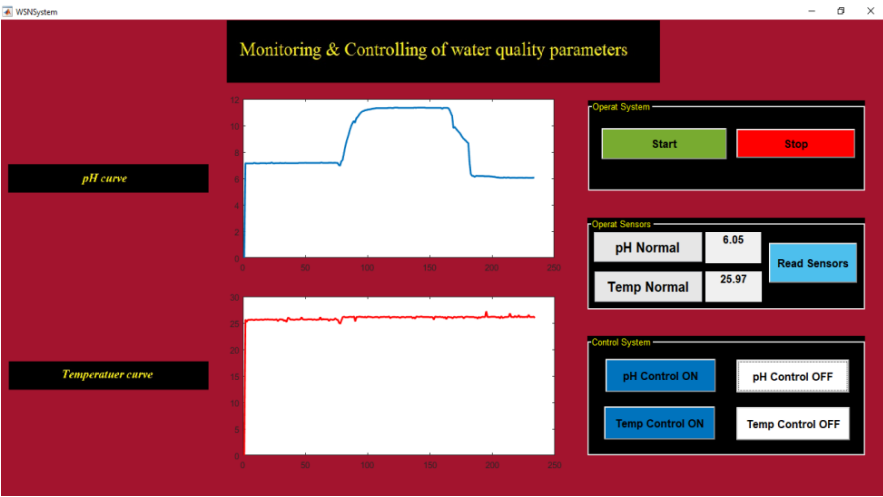 WSNSystem
Monitoring & Controlling of water quality parameters
pH curve
12
10
8
6
4
2
0
0 50 100 150 200 250
Temperatuer curve
30
25
20
15
10
5
0
0 50 100 150 200 250
Operat System
Start Stop
Operat Sensors
pH Normal 6.05
Read Sensors
Temp Normal 25.97
Control System
pH Control ON pH Control OFF
Temp Control ON Temp Control OFF